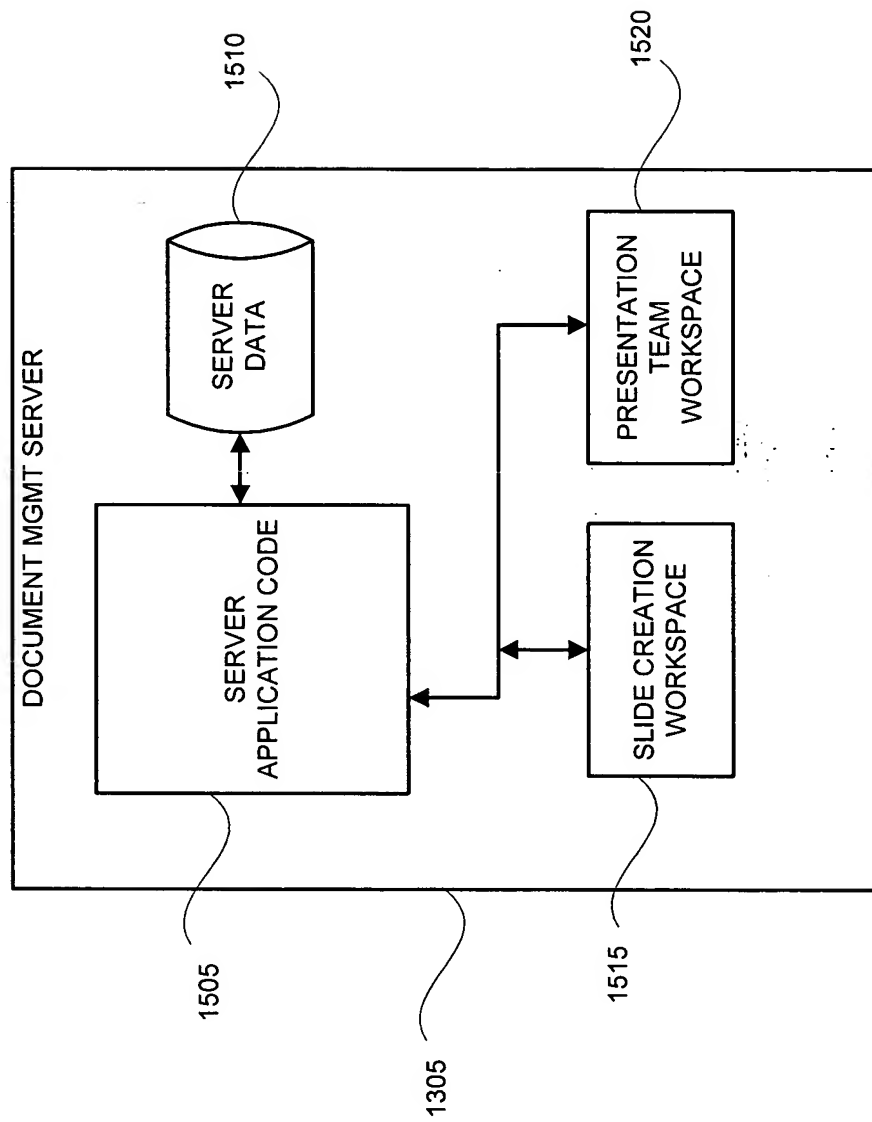 DOCUMENT MGMT SERVER
1510
SERVER
DATA
SERVER
APPLICATION CODE
1505
1520
PRESENTATION
TEAM
WORKSPACE
SLIDE CREATION
WORKSPACE
1515
1305